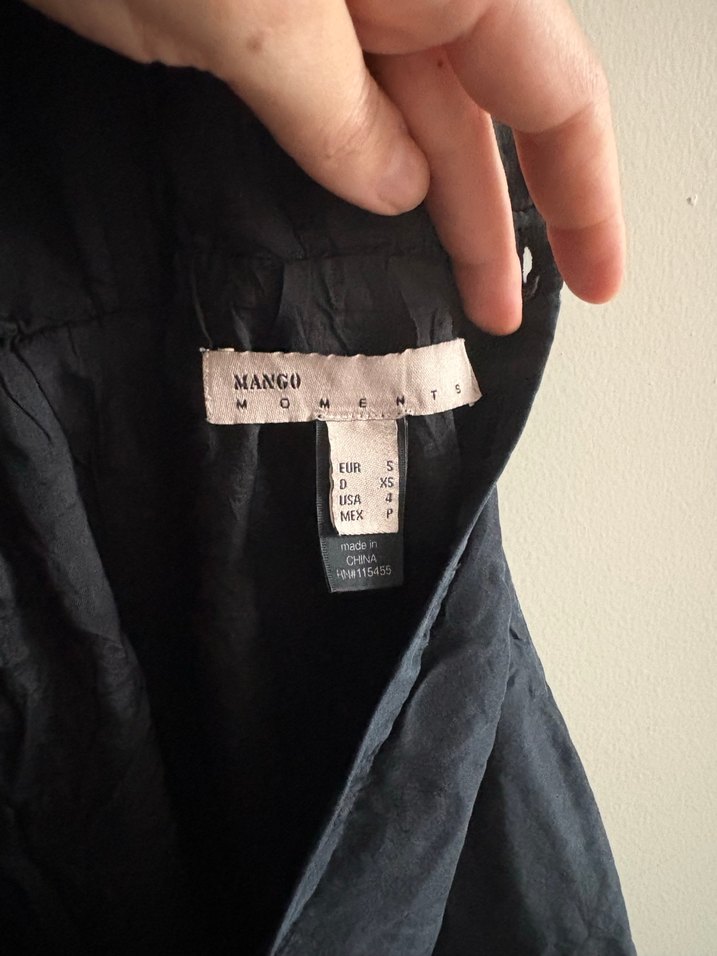 MANGO
MOMENTS
EUR S
D XS
USA 4
MEX P
made in
CHINA
RN#115455